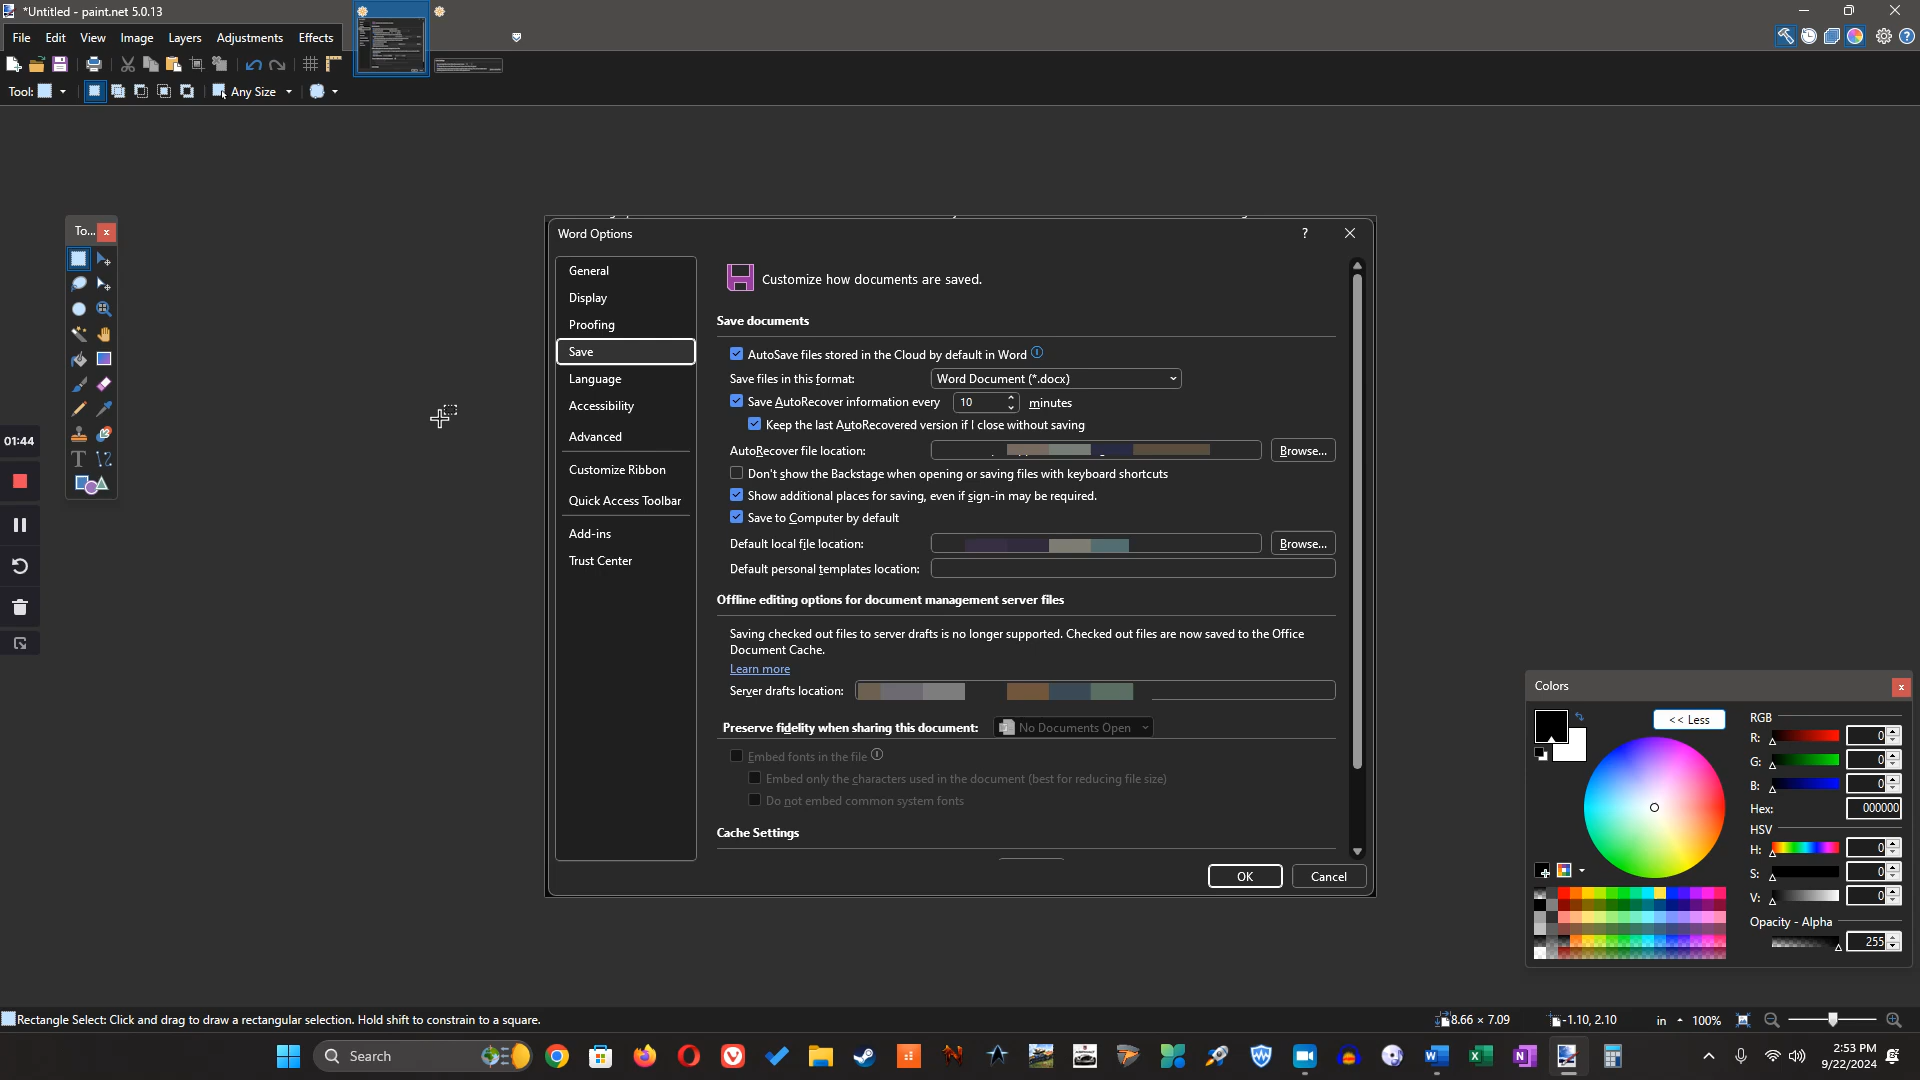 *Untitled - paint.net 5.0.13
File Edit View Image Layers Adjustments Effects
Tool: Any Size
To... x
01:44
Word Options ?
General
Display
Proofing
Save
Language
Accessibility
Advanced
Customize Ribbon
Quick Access Toolbar
Add-ins
Trust Center
Customize how documents are saved.
Save documents
AutoSave files stored in the Cloud by default in Word
Save files in this format: Word Document (*.docx)
Save AutoRecover information every 10 minutes
Keep the last AutoRecovered version if I close without saving
AutoRecover file location: Browse...
Don't show the Backstage when opening or saving files with keyboard shortcuts
Show additional places for saving, even if sign-in may be required.
Save to Computer by default
Default local file location: Browse...
Default personal templates location:
Offline editing options for document management server files
Saving checked out files to server drafts is no longer supported. Checked out files are now saved to the Office
Document Cache.
Learn more
Server drafts location:
Preserve fidelity when sharing this document: No Documents Open
Embed fonts in the file
Embed only the characters used in the document (best for reducing file size)
Do not embed common system fonts
Cache Settings
OK Cancel
Colors x
<< Less
RGB
R: 0
G: 0
B: 0
Hex: 000000
HSV
H: 0
S: 0
V: 0
Opacity - Alpha
255
Rectangle Select: Click and drag to draw a rectangular selection. Hold shift to constrain to a square.
8.66 × 7.09 -1.10, 2.10 in 100%
Search
2:53 PM
9/22/2024